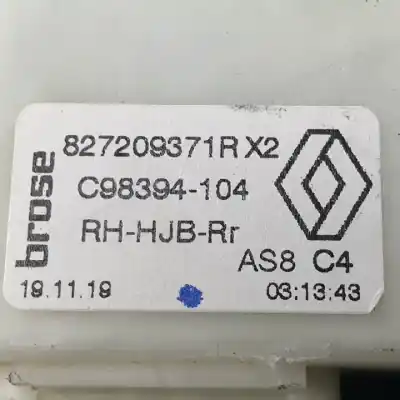 brose
827209371R X2
C98394-104
RH-HJB-Rr
AS8 C4
19.11.19 03:13:43